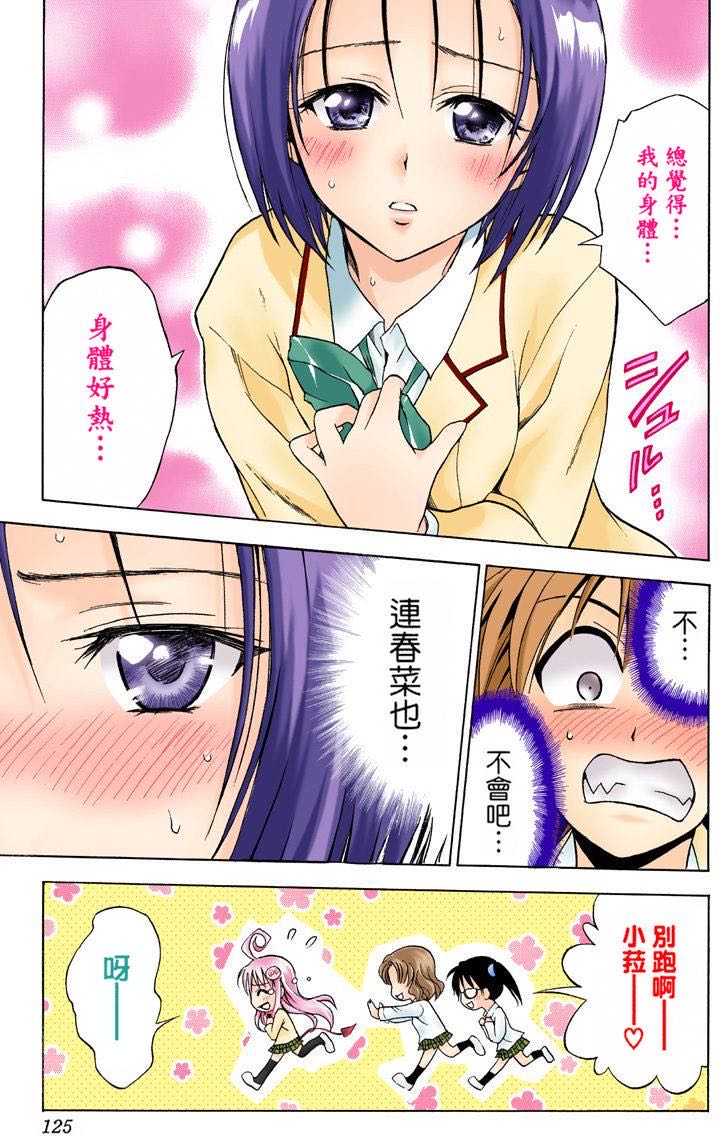 總覺得…
我的身體…
身體好熱…
シュル…
不…
不會吧…
連春菜也…
別跑啊——
小菈——♡
呀——
125